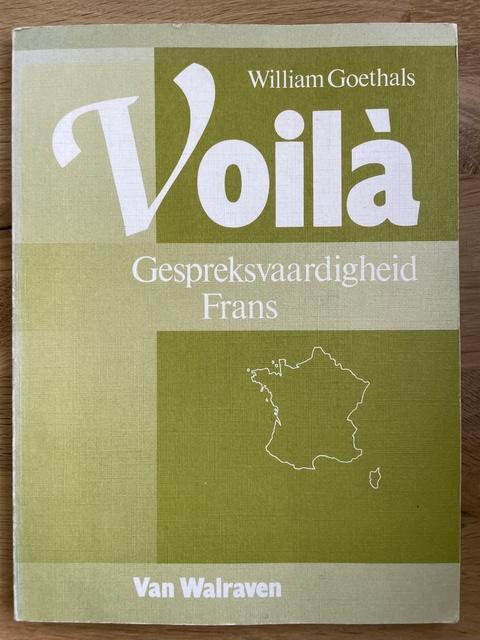 William Goethals
Voilà
Gespreksvaardigheid
Frans
Van Walraven